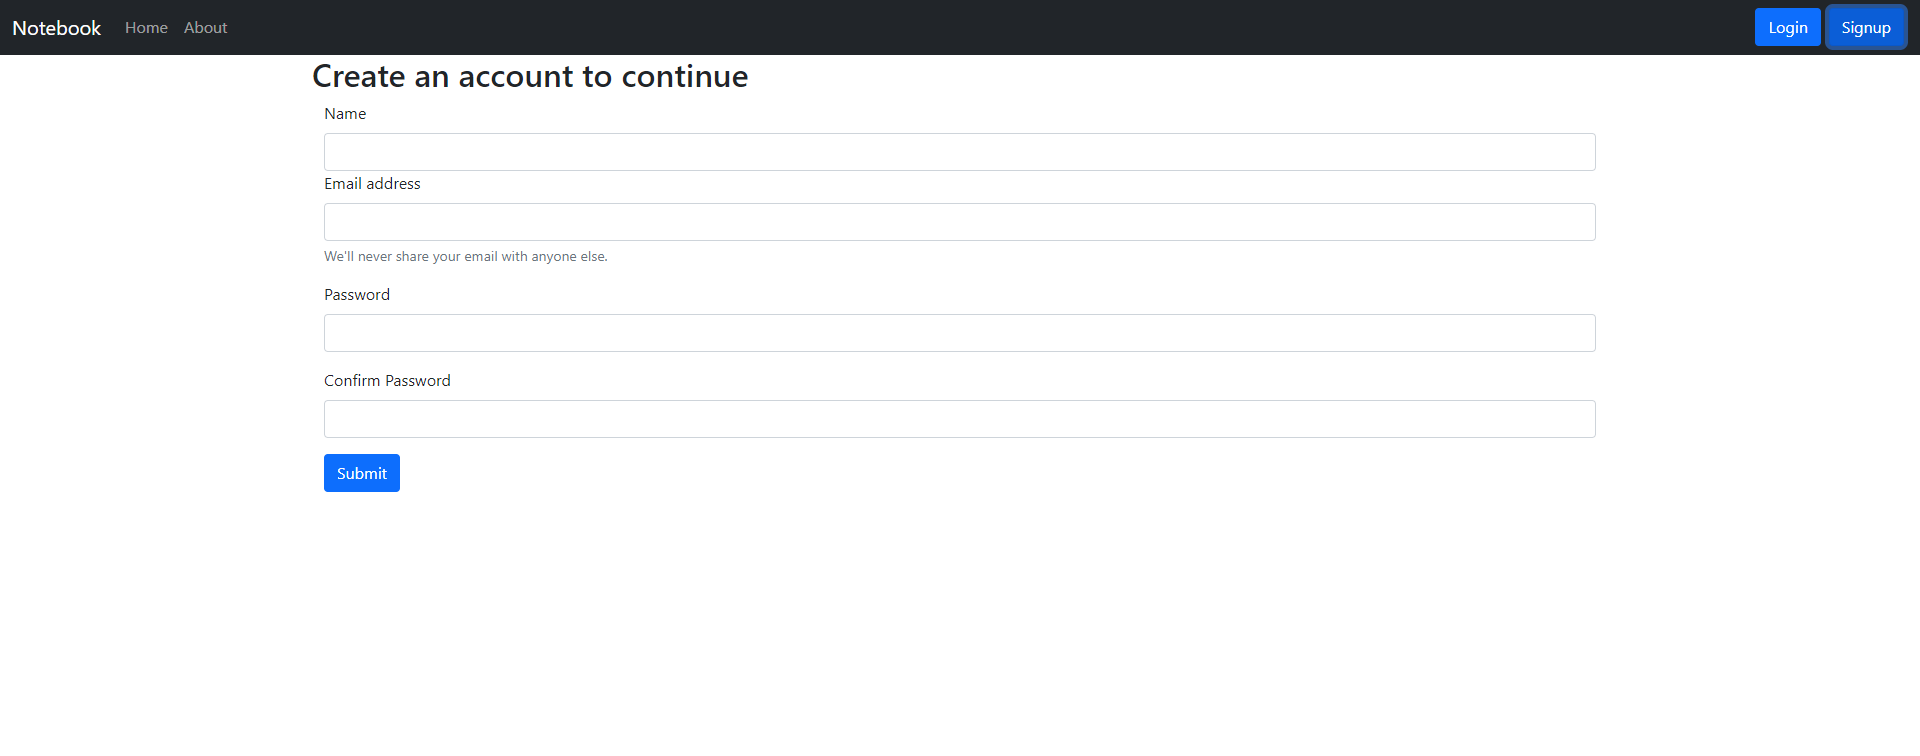 Notebook Home About Login Signup
Create an account to continue
Name
Email address
We'll never share your email with anyone else.
Password
Confirm Password
Submit